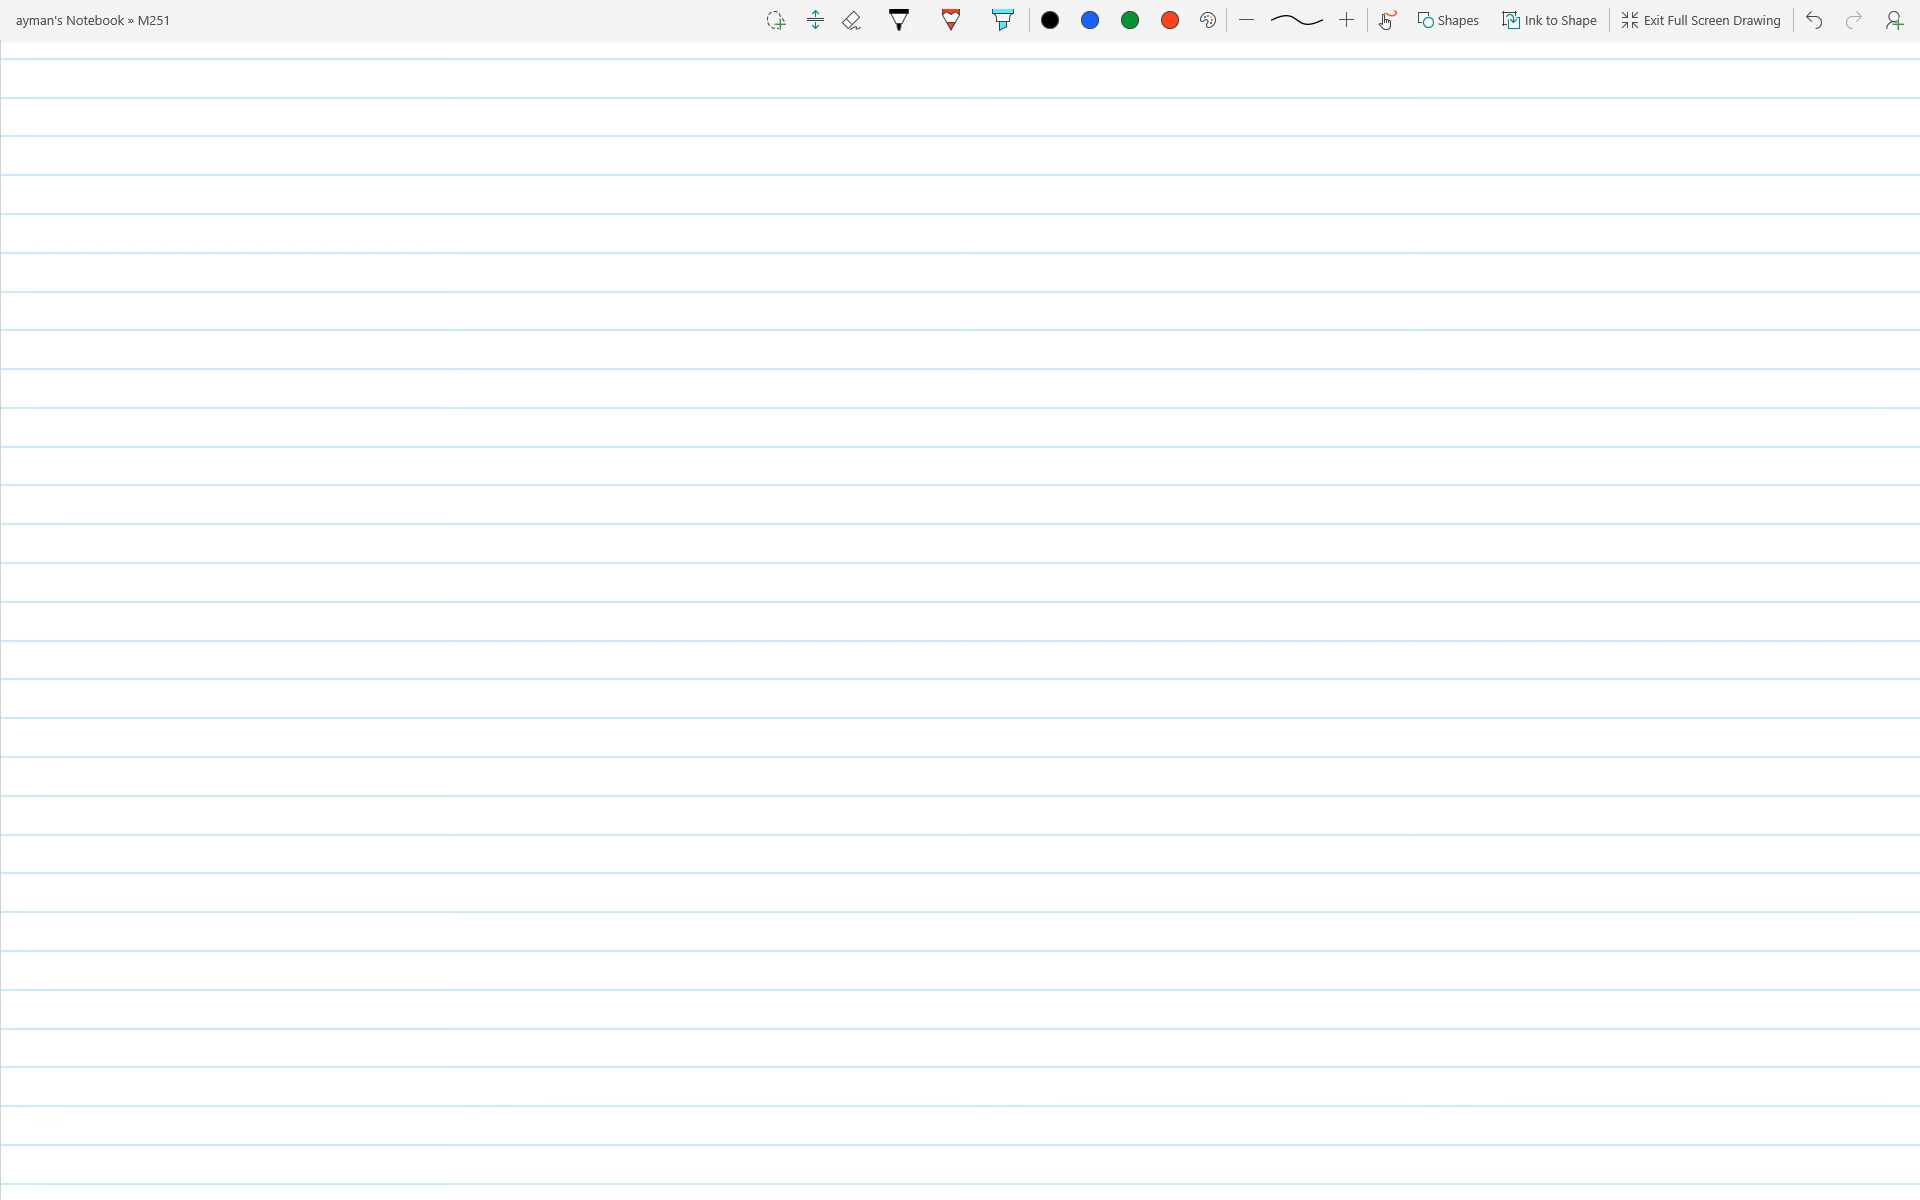 ayman's Notebook » M251
Shapes
Ink to Shape
Exit Full Screen Drawing